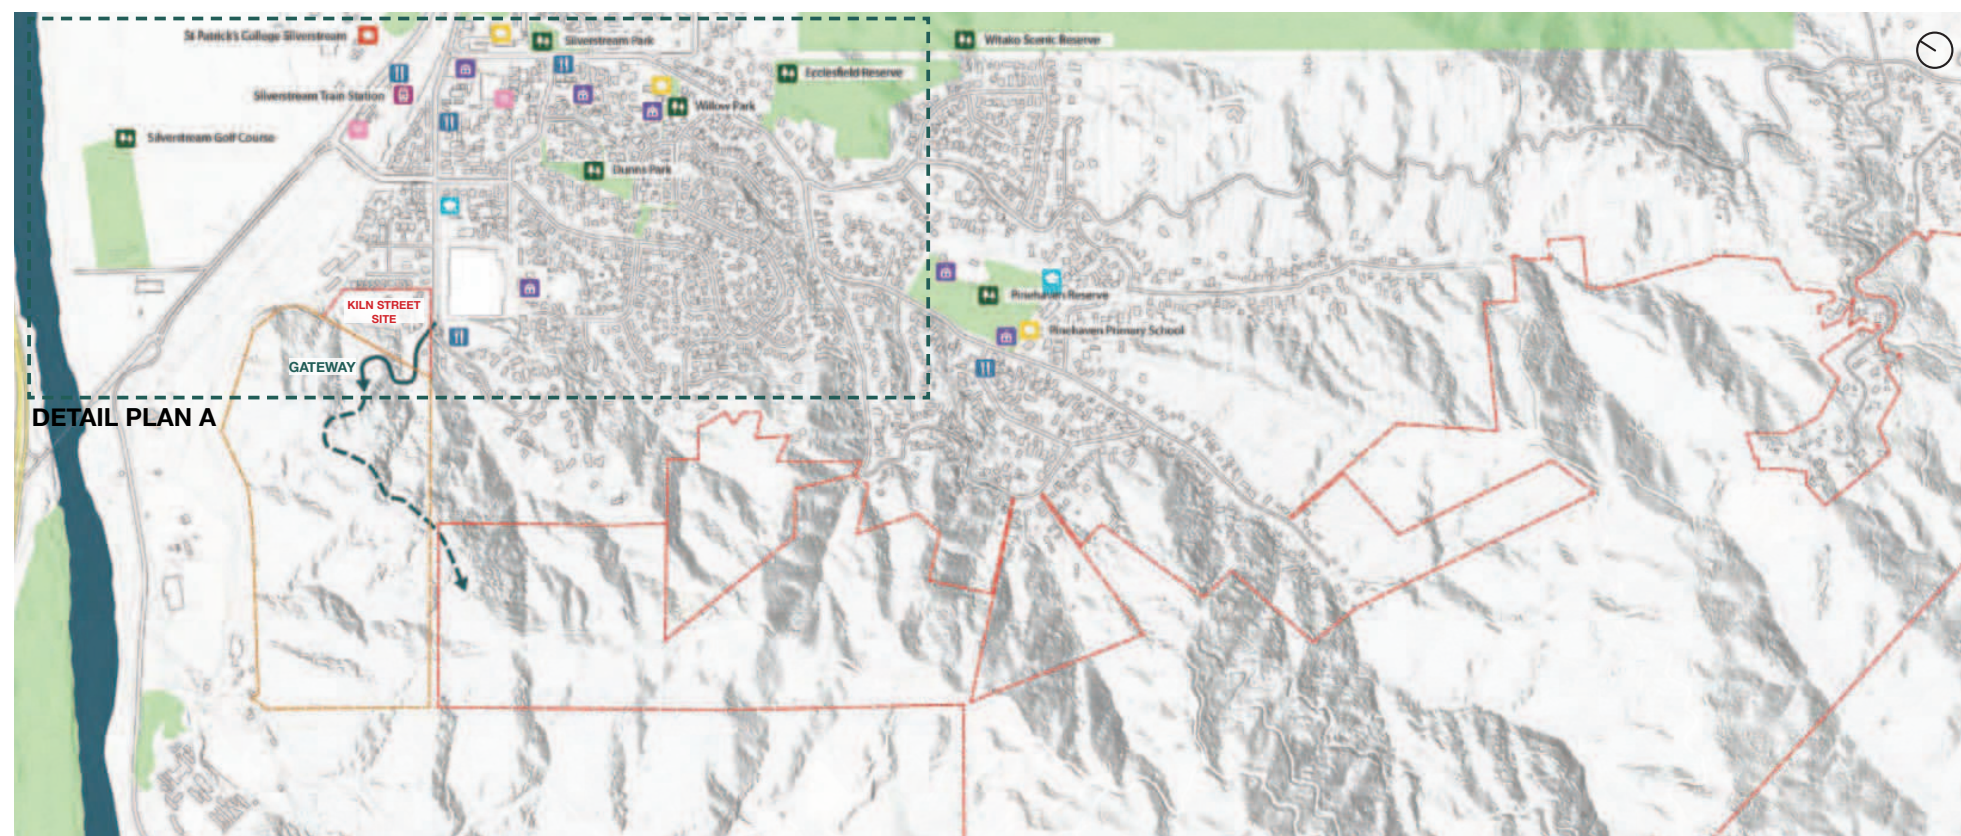 St Patrick's College Silverstream
Silverstream Park
Witako Scenic Reserve
Ecclesfield Reserve
Silverstream Train Station
Willow Park
Silverstream Golf Course
Dunns Park
Pinehaven Reserve
KILN STREET
SITE
Pinehaven Primary School
GATEWAY
DETAIL PLAN A